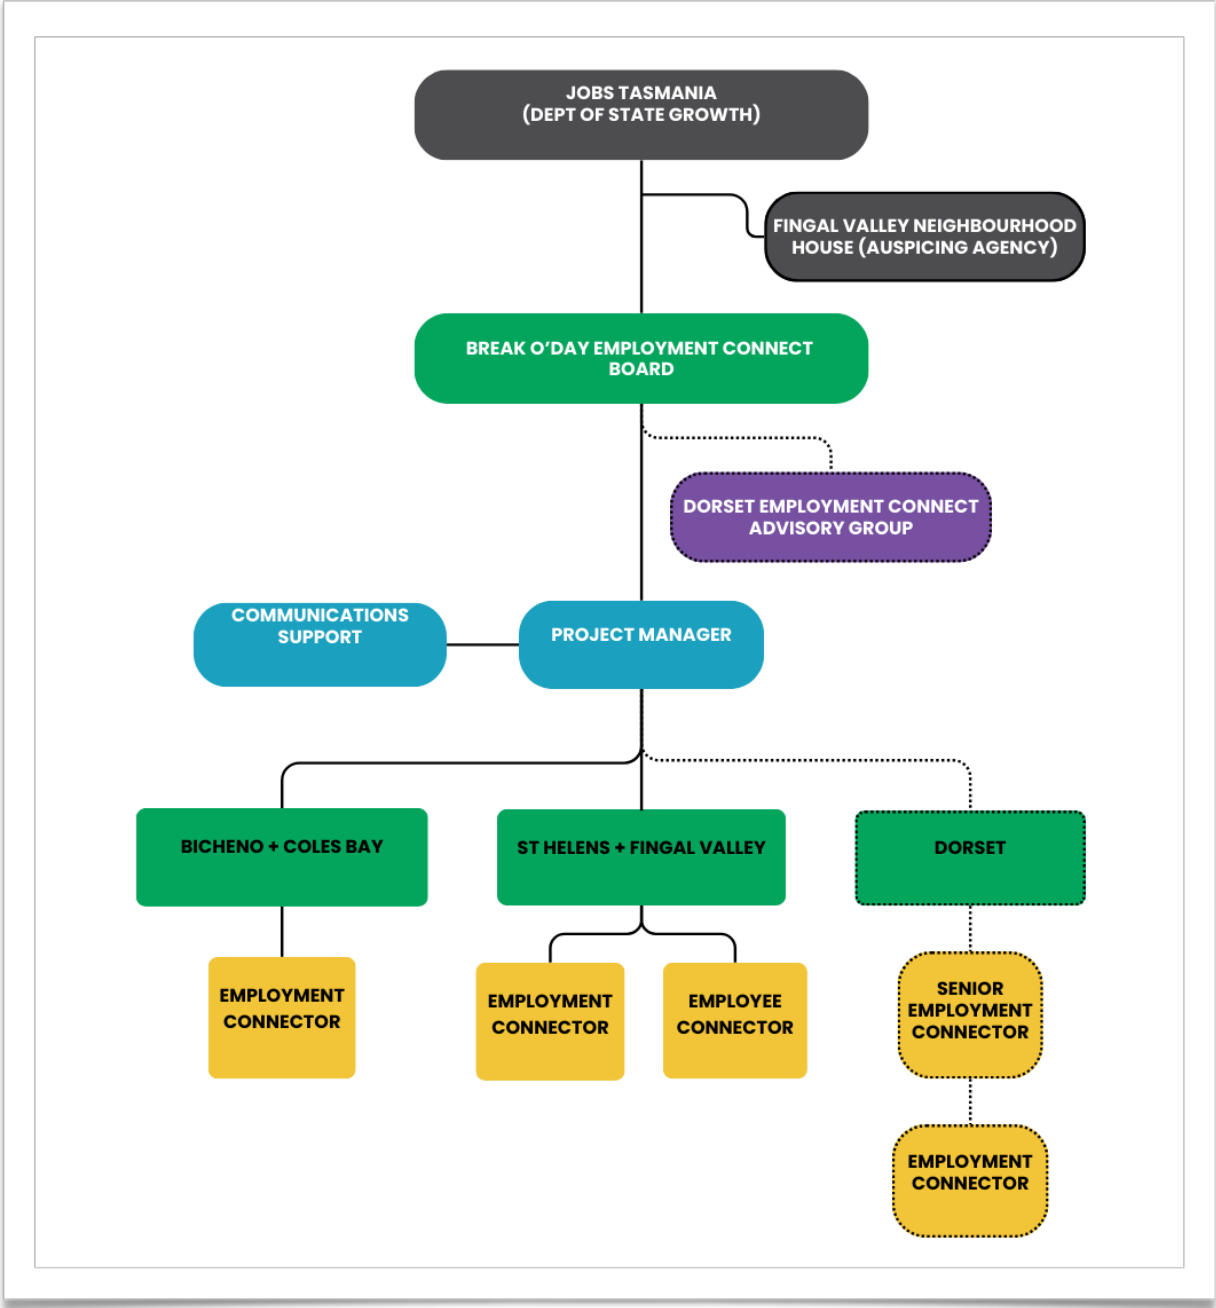 JOBS TASMANIA
(DEPT OF STATE GROWTH)
FINGAL VALLEY NEIGHBOURHOOD
HOUSE (AUSPICING AGENCY)
BREAK O’DAY EMPLOYMENT CONNECT
BOARD
DORSET EMPLOYMENT CONNECT
ADVISORY GROUP
COMMUNICATIONS
SUPPORT
PROJECT MANAGER
BICHENO + COLES BAY
ST HELENS + FINGAL VALLEY
DORSET
EMPLOYMENT
CONNECTOR
EMPLOYMENT
CONNECTOR
EMPLOYEE
CONNECTOR
SENIOR
EMPLOYMENT
CONNECTOR
EMPLOYMENT
CONNECTOR